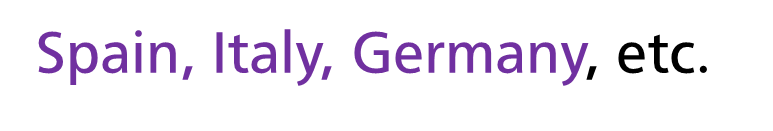 Spain, Italy, Germany, etc.